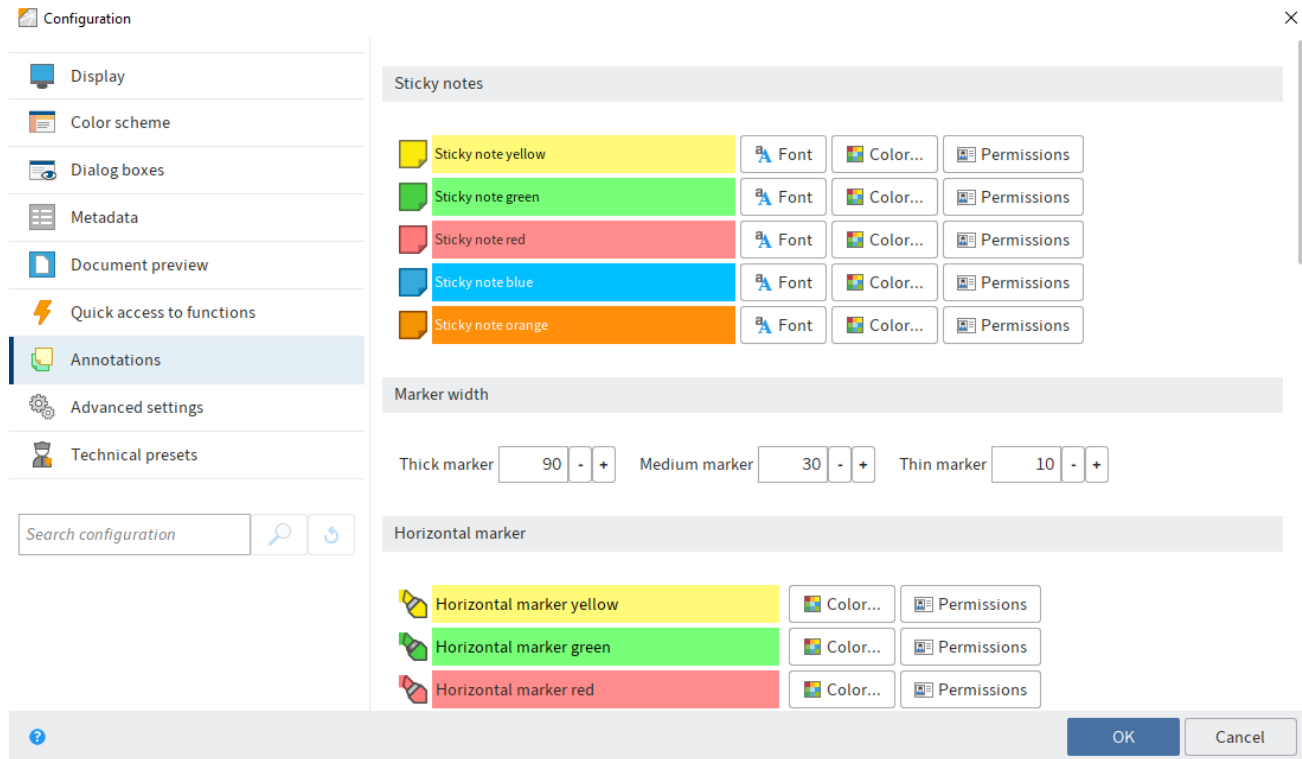 Configuration
Display
Color scheme
Dialog boxes
Metadata
Document preview
Quick access to functions
Annotations
Advanced settings
Technical presets
Search configuration
Sticky notes
Sticky note yellow Font Color... Permissions
Sticky note green Font Color... Permissions
Sticky note red Font Color... Permissions
Sticky note blue Font Color... Permissions
Sticky note orange Font Color... Permissions
Marker width
Thick marker 90 - + Medium marker 30 - + Thin marker 10 - +
Horizontal marker
Horizontal marker yellow Color... Permissions
Horizontal marker green Color... Permissions
Horizontal marker red Color... Permissions
? OK Cancel